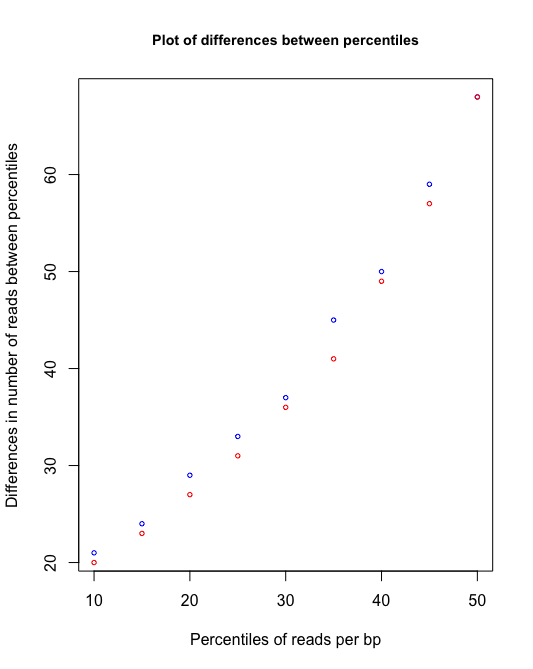 Plot of differences between percentiles
Differences in number of reads between percentiles
60
50
40
30
20
10 20 30 40 50
Percentiles of reads per bp